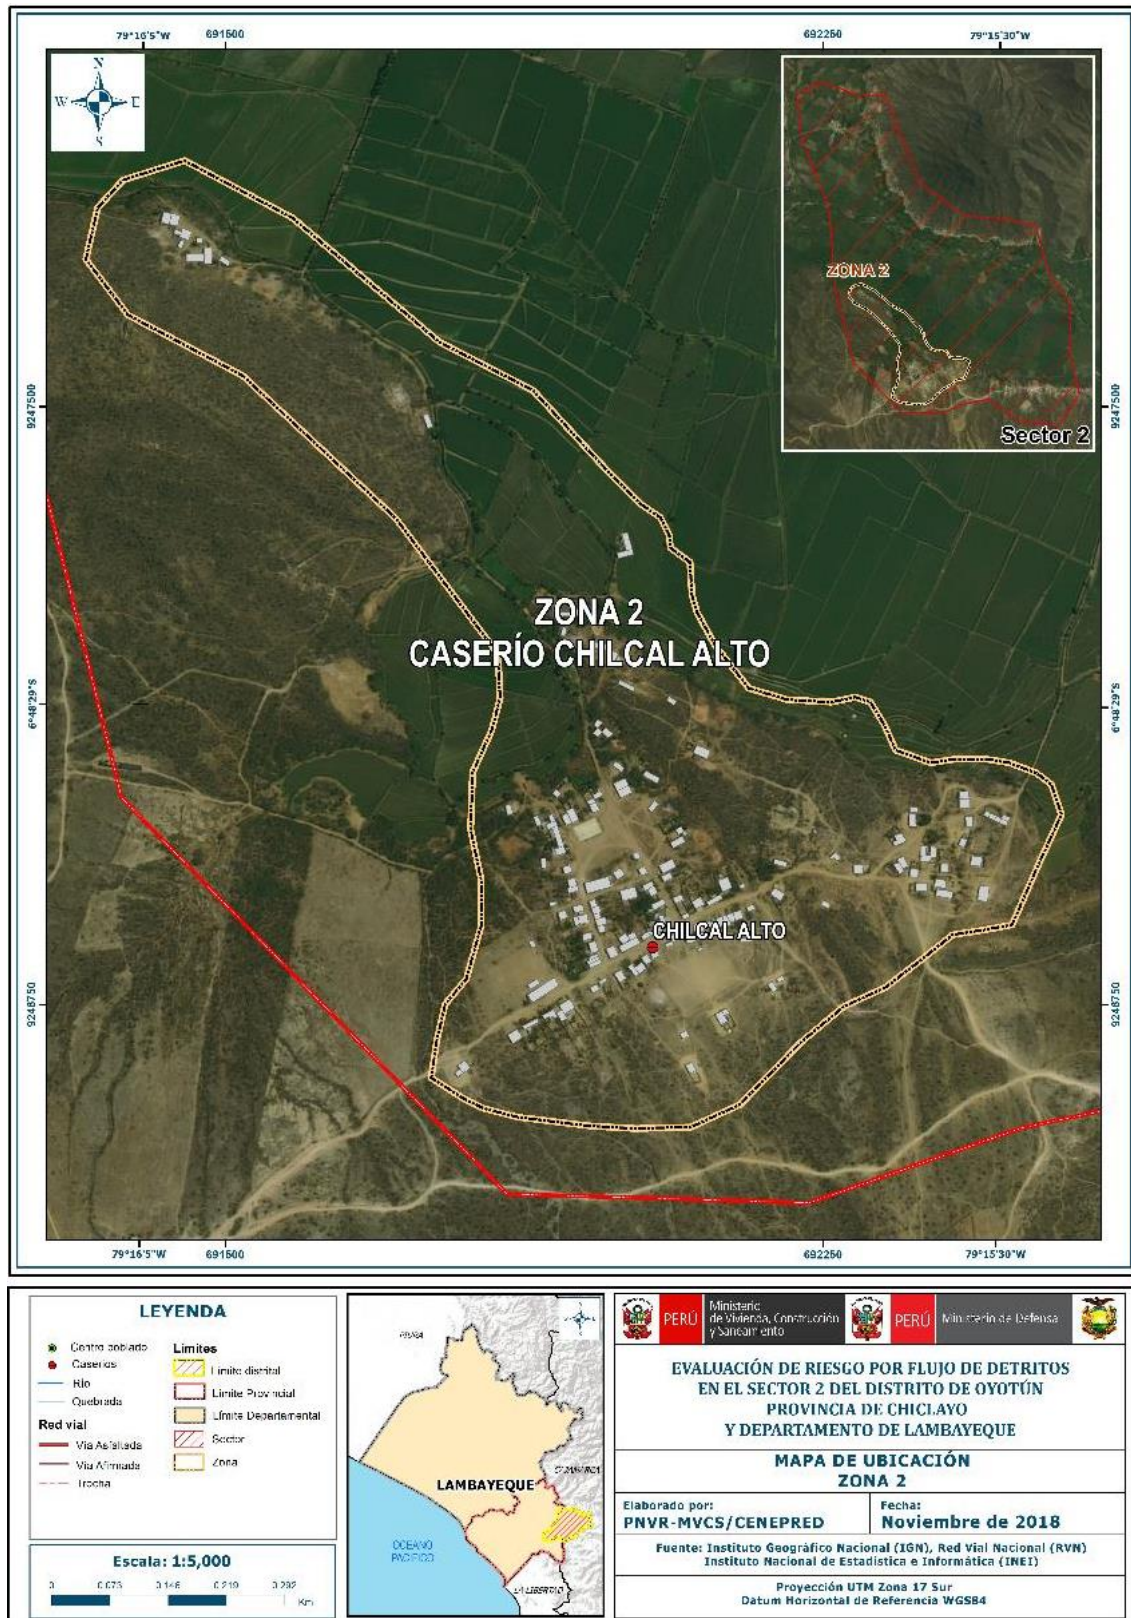 79°16'5"W
691500
692250
79°15'30"W
N
W E
S
ZONA 2
Sector 2
9247500
9247500
ZONA 2
CASERÍO CHILCAL ALTO
6°48'29"S
6°48'29"S
CHILCAL ALTO
9246750
9246750
79°16'5"W
691500
692250
79°15'30"W
LEYENDA
Centro poblado
Caseríos
Río
Quebrada
Red vial
Vía Asfaltada
Vía Afirmada
Trocha
Límites
Límite distrital
Límite Provincial
Límite Departamental
Sector
Zona
Escala: 1:5,000
0 0.073 0.146 0.219 0.292
Km
PIURA
CAJAMARCA
LAMBAYEQUE
OCÉANO
PACÍFICO
LA LIBERTAD
PERÚ
Ministerio
de Vivienda, Construcción
y Saneamiento
PERÚ
Ministerio de Defensa
EVALUACIÓN DE RIESGO POR FLUJO DE DETRITOS
EN EL SECTOR 2 DEL DISTRITO DE OYOTÚN
PROVINCIA DE CHICLAYO
Y DEPARTAMENTO DE LAMBAYEQUE
MAPA DE UBICACIÓN
ZONA 2
Elaborado por:
PNVR-MVCS/CENEPRED
Fecha:
Noviembre de 2018
Fuente: Instituto Geográfico Nacional (IGN), Red Vial Nacional (RVN)
Instituto Nacional de Estadística e Informática (INEI)
Proyección UTM Zona 17 Sur
Datum Horizontal de Referencia WGS84